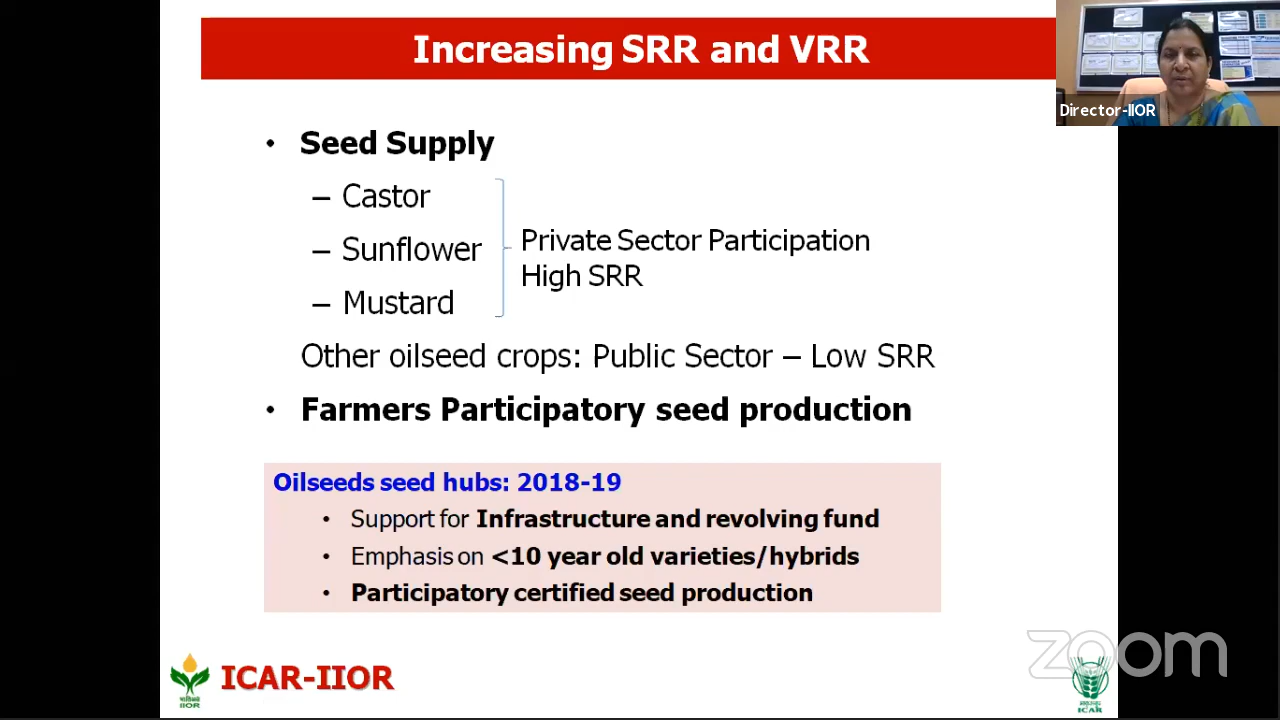 Increasing SRR and VRR
Director-IIOR
• Seed Supply
– Castor
– Sunflower
– Mustard
Private Sector Participation
High SRR
Other oilseed crops: Public Sector – Low SRR
• Farmers Participatory seed production
Oilseeds seed hubs: 2018-19
• Support for Infrastructure and revolving fund
• Emphasis on <10 year old varieties/hybrids
• Participatory certified seed production
IIOR
ICAR-IIOR
zoom
ICAR